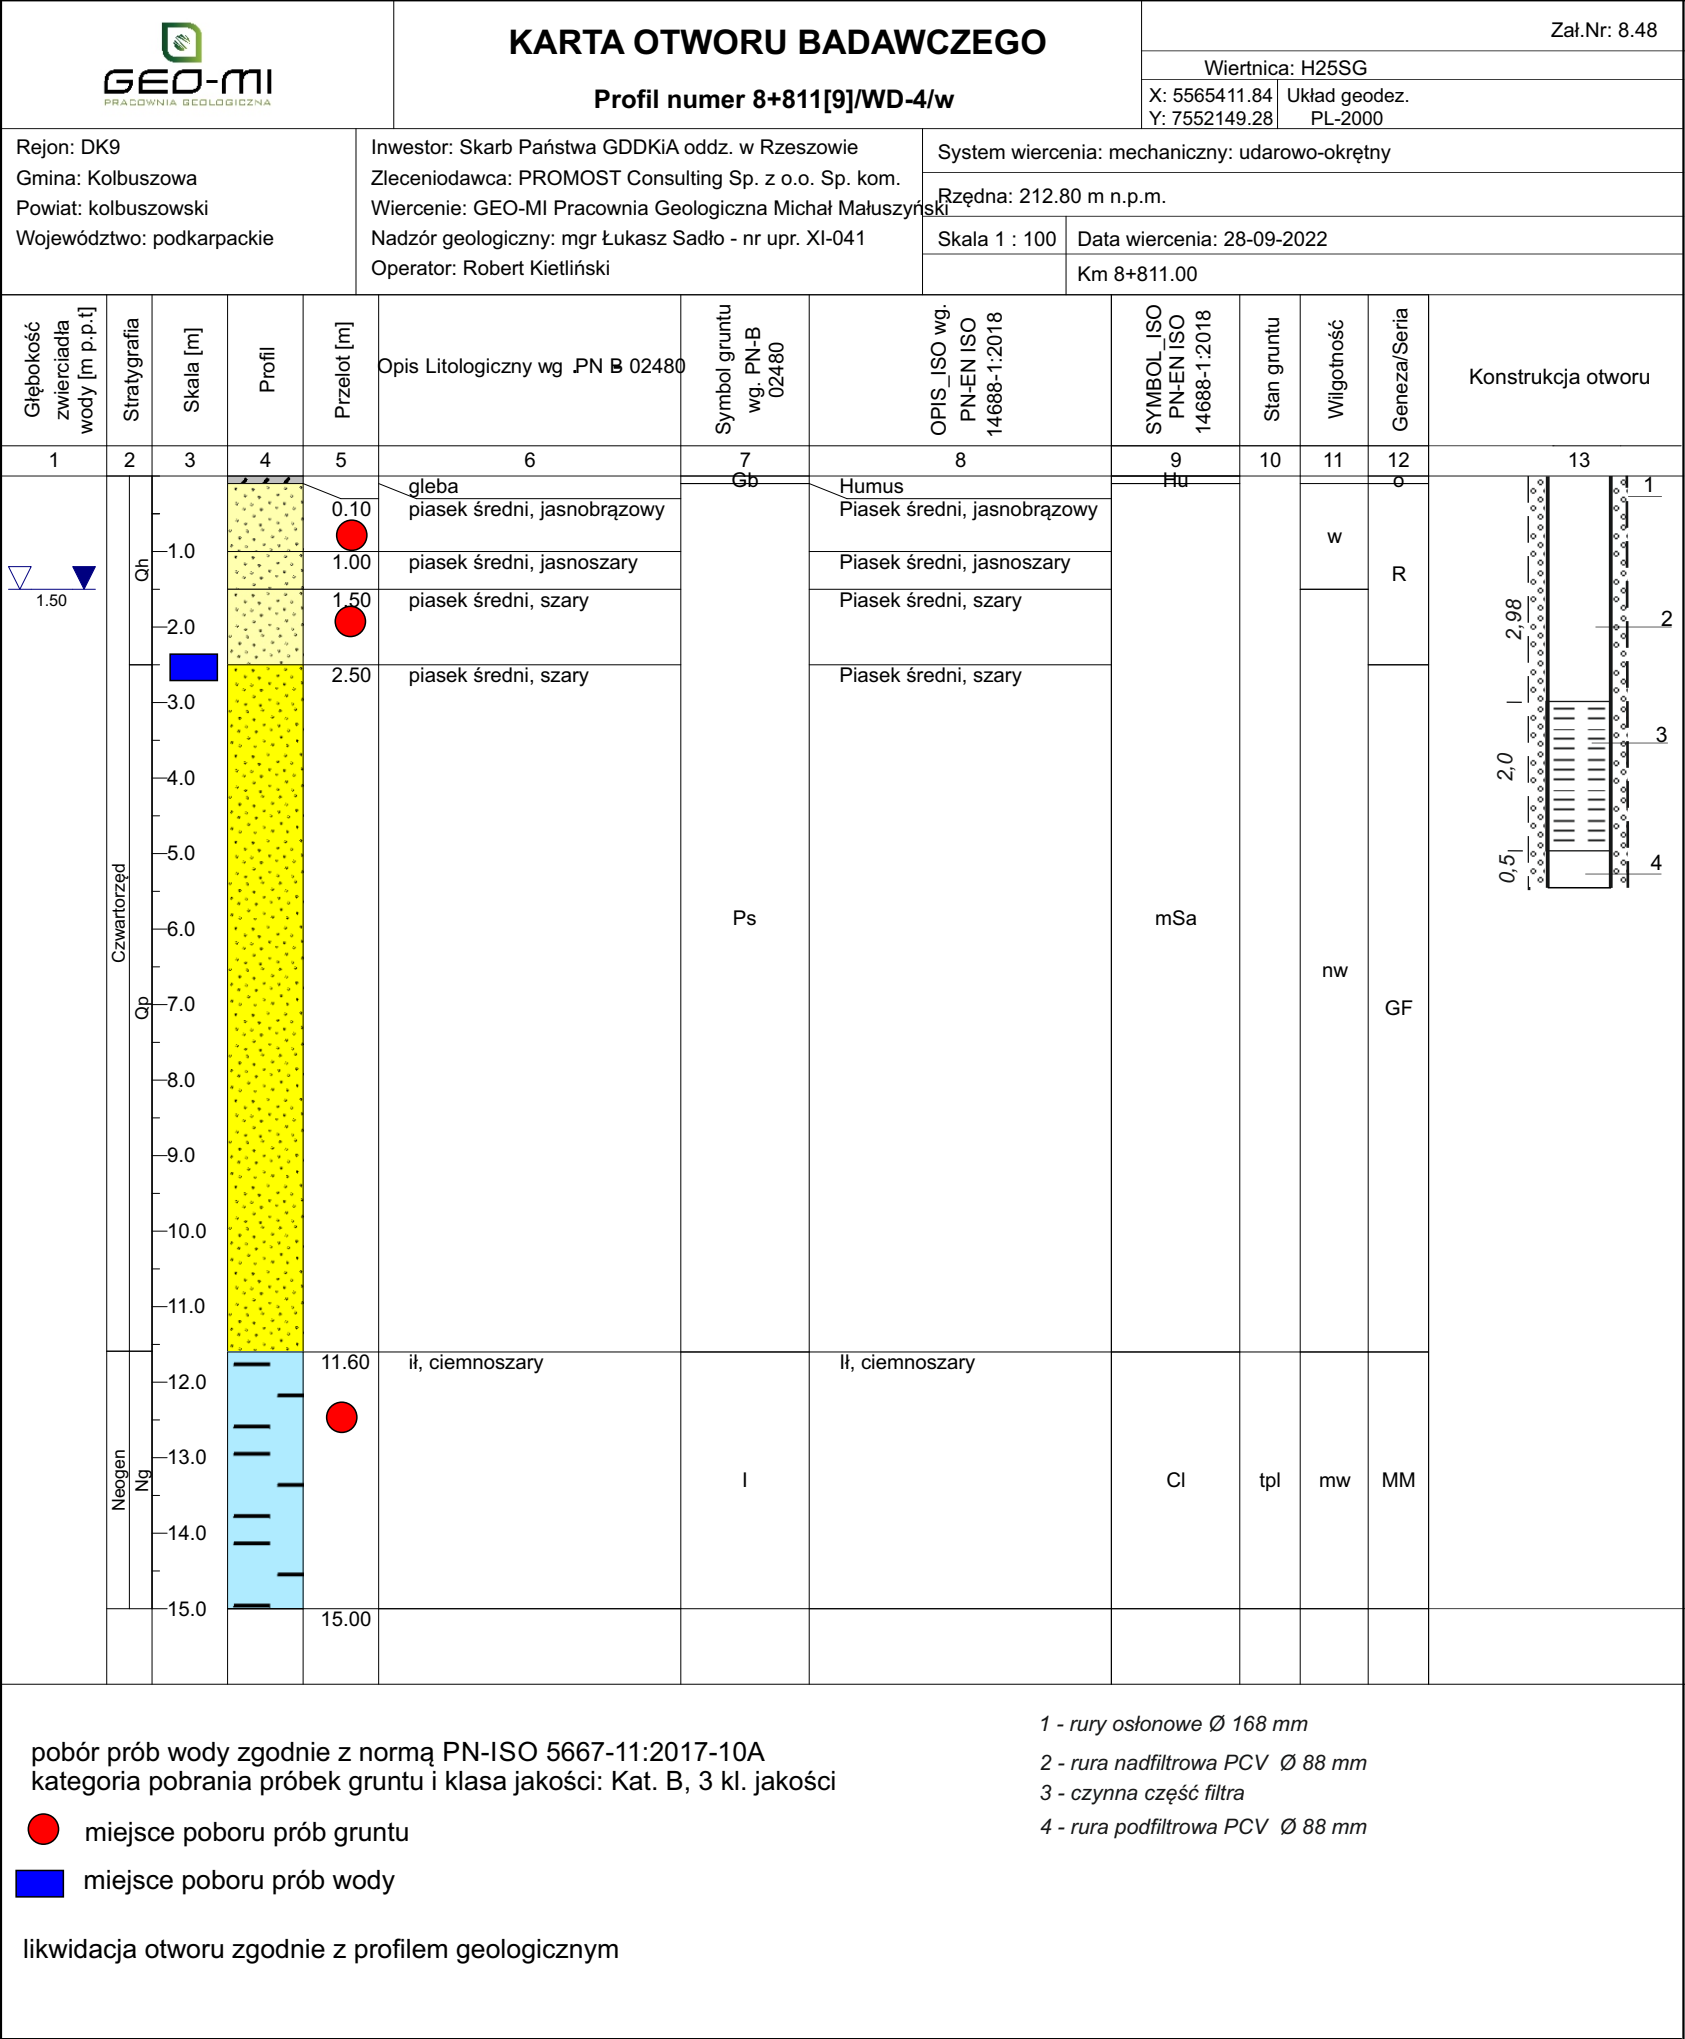 GEO-MI
PRACOWNIA GEOLOGICZNA
KARTA OTWORU BADAWCZEGO
Profil numer 8+811[9]/WD-4/w
Zał.Nr: 8.48
Wiertnica: H25SG
X: 5565411.84
Y: 7552149.28
Układ geodez.
PL-2000
Rejon: DK9
Gmina: Kolbuszowa
Powiat: kolbuszowski
Województwo: podkarpackie
Inwestor: Skarb Państwa GDDKiA oddz. w Rzeszowie
Zleceniodawca: PROMOST Consulting Sp. z o.o. Sp. kom.
Wiercenie: GEO-MI Pracownia Geologiczna Michał Małuszyński
Nadzór geologiczny: mgr Łukasz Sadło - nr upr. XI-041
Operator: Robert Kietliński
System wiercenia: mechaniczny: udarowo-okrętny
Rzędna: 212.80 m n.p.m.
Skala 1 : 100
Data wiercenia: 28-09-2022
Km 8+811.00
Głębokość
zwierciadła
wody [m p.p.t]
Stratygrafia
Skala [m]
Profil
Przelot [m]
Opis Litologiczny wg .PN B 02480
Symbol gruntu
wg. PN-B
02480
OPIS_ISO wg.
PN-EN ISO
14688-1:2018
SYMBOL_ISO
PN-EN ISO
14688-1:2018
Stan gruntu
Wilgotność
Geneza/Seria
Konstrukcja otworu
1 2 3 4 5 6 7 8 9 10 11 12 13
gleba
Gb
Humus
Hu
o
0.10
piasek średni, jasnobrązowy
Piasek średni, jasnobrązowy
w
1.00
piasek średni, jasnoszary
Piasek średni, jasnoszary
R
1.50
1.50
piasek średni, szary
Piasek średni, szary
2.50
piasek średni, szary
Piasek średni, szary
Qh
Czwartorzęd
Qp
Neogen
Ng
1.0
2.0
3.0
4.0
5.0
6.0
7.0
8.0
9.0
10.0
11.0
12.0
13.0
14.0
15.0
Ps
mSa
nw
GF
11.60
ił, ciemnoszary
Ił, ciemnoszary
I
Cl
tpl
mw
MM
15.00
1
2,98
2
2,0
3
0,5
4
pobór prób wody zgodnie z normą PN-ISO 5667-11:2017-10A
kategoria pobrania próbek gruntu i klasa jakości: Kat. B, 3 kl. jakości
miejsce poboru prób gruntu
miejsce poboru prób wody
likwidacja otworu zgodnie z profilem geologicznym
1 - rury osłonowe Ø 168 mm
2 - rura nadfiltrowa PCV Ø 88 mm
3 - czynna część filtra
4 - rura podfiltrowa PCV Ø 88 mm